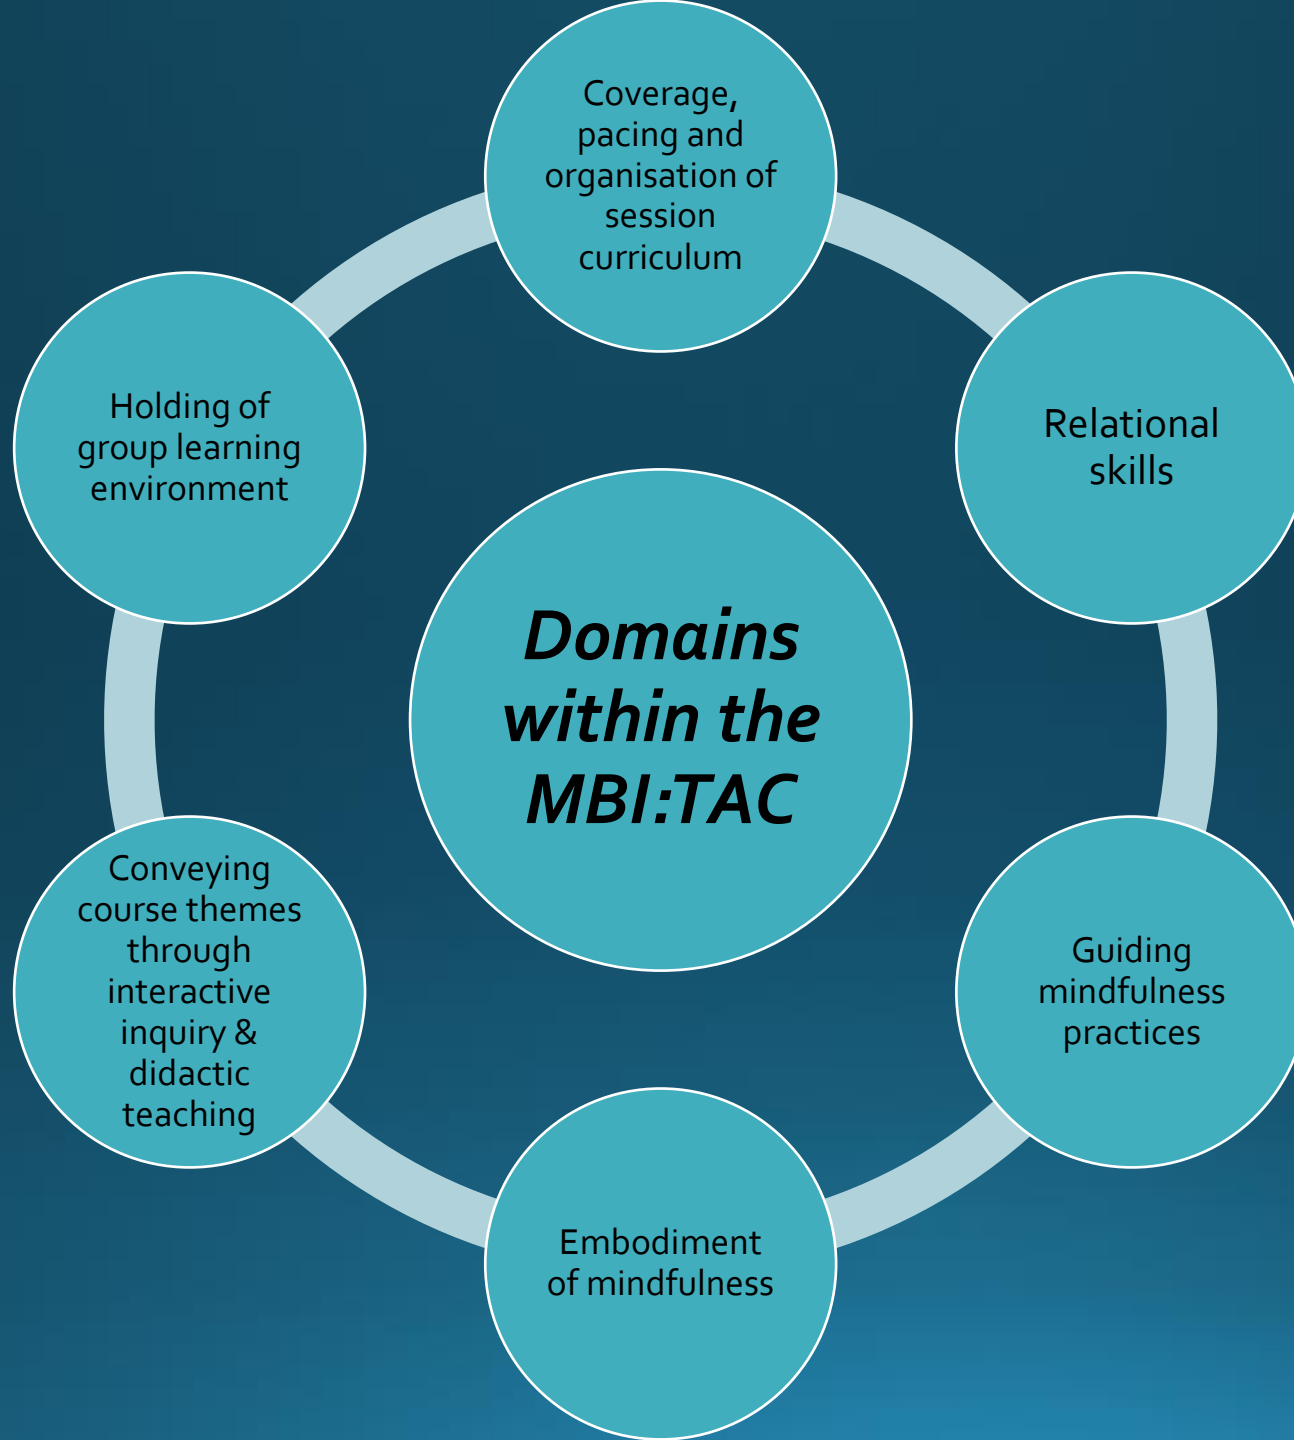 Coverage,
pacing and
organisation of
session
curriculum
Relational
skills
Guiding
mindfulness
practices
Embodiment
of mindfulness
Conveying
course themes
through
interactive
inquiry &
didactic
teaching
Holding of
group learning
environment
Domains
within the
MBI:TAC